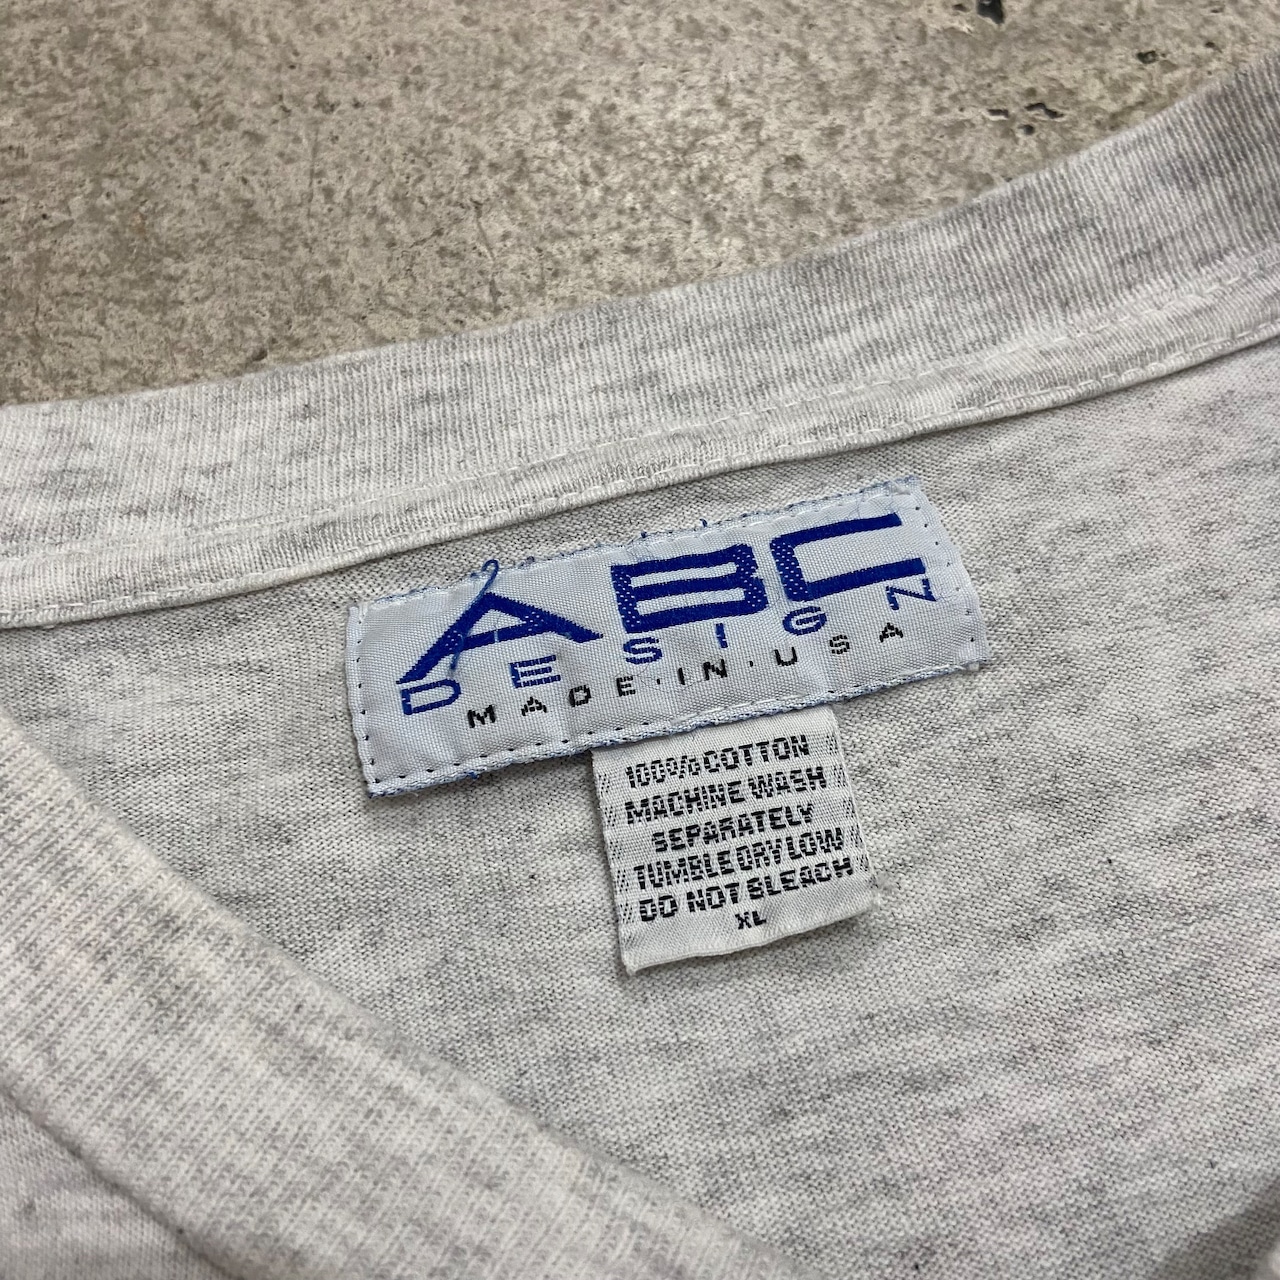 ABC
DESIGN
MADE·IN·USA
100% COTTON
MACHINE WASH
SEPARATELY
TUMBLE DRY LOW
DO NOT BLEACH
XL